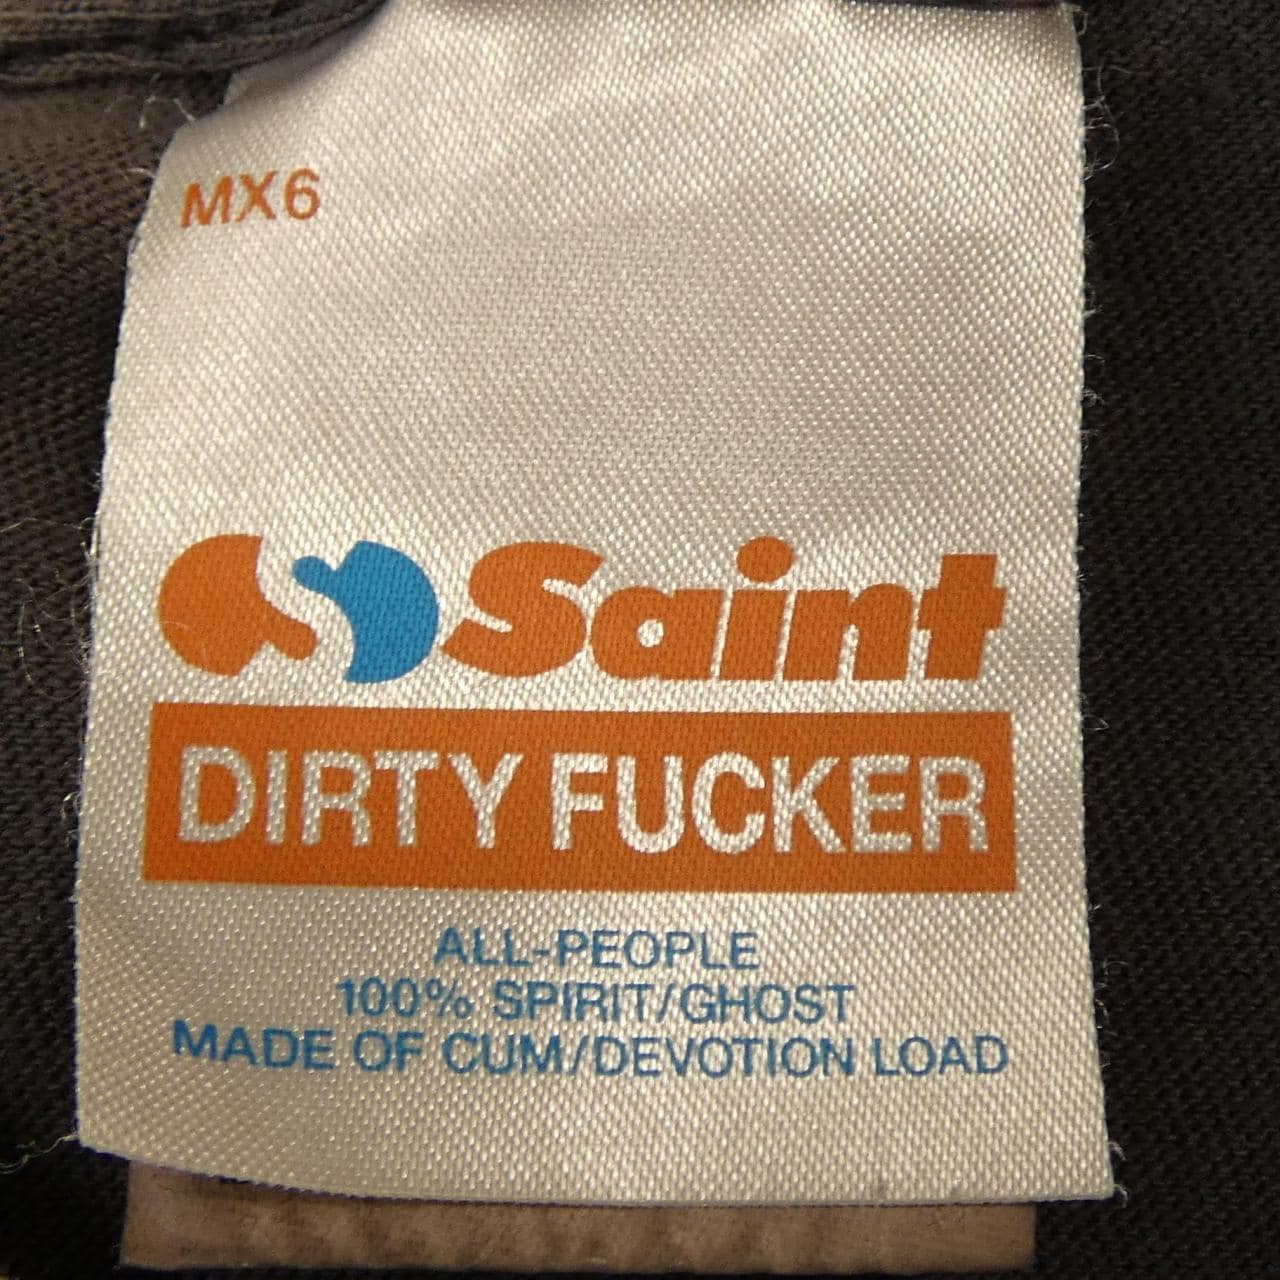 MX6
Saint
DIRTY FUCKER
ALL-PEOPLE
100% SPIRIT/GHOST
MADE OF CUM/DEVOTION LOAD